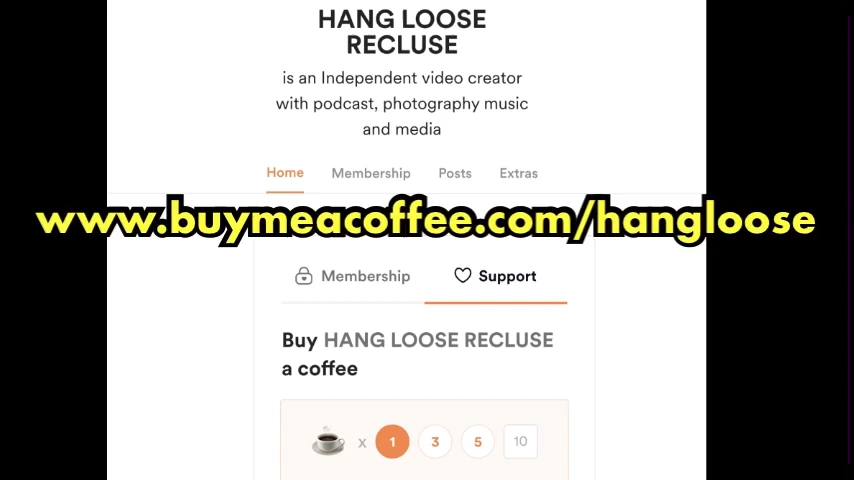 HANG LOOSE
RECLUSE
is an Independent video creator
with podcast, photography music
and media
Home Membership Posts Extras
www.buymeacoffee.com/hangloose
Membership Support
Buy HANG LOOSE RECLUSE
a coffee
x 1 3 5 10